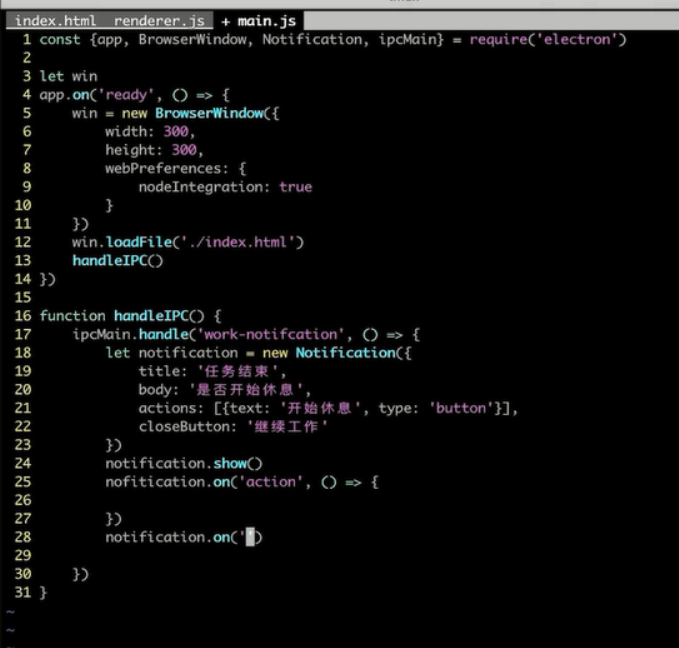 index.html  renderer.js  + main.js
1 const {app, BrowserWindow, Notification, ipcMain} = require('electron')
2
3 let win
4 app.on('ready', () => {
5     win = new BrowserWindow({
6         width: 300,
7         height: 300,
8         webPreferences: {
9             nodeIntegration: true
10         }
11     })
12     win.loadFile('./index.html')
13     handleIPC()
14 })
15
16 function handleIPC() {
17     ipcMain.handle('work-notifcation', () => {
18         let notification = new Notification({
19             title: '任务结束',
20             body: '是否开始休息',
21             actions: [{text: '开始休息', type: 'button'}],
22             closeButton: '继续工作'
23         })
24         notification.show()
25         nofitication.on('action', () => {
26
27         })
28         notification.on('')
29
30     })
31 }
~
~
~